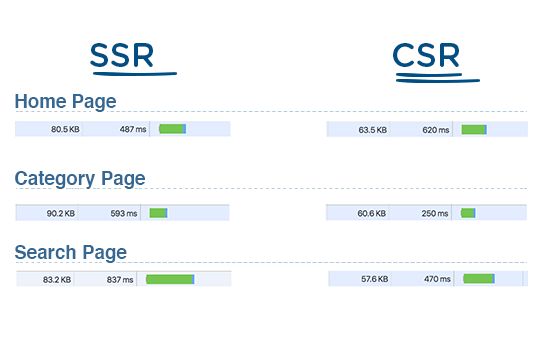 SSR CSR
Home Page
80.5 KB 487 ms 63.5 KB 620 ms
Category Page
90.2 KB 593 ms 60.6 KB 250 ms
Search Page
83.2 KB 837 ms 57.6 KB 470 ms